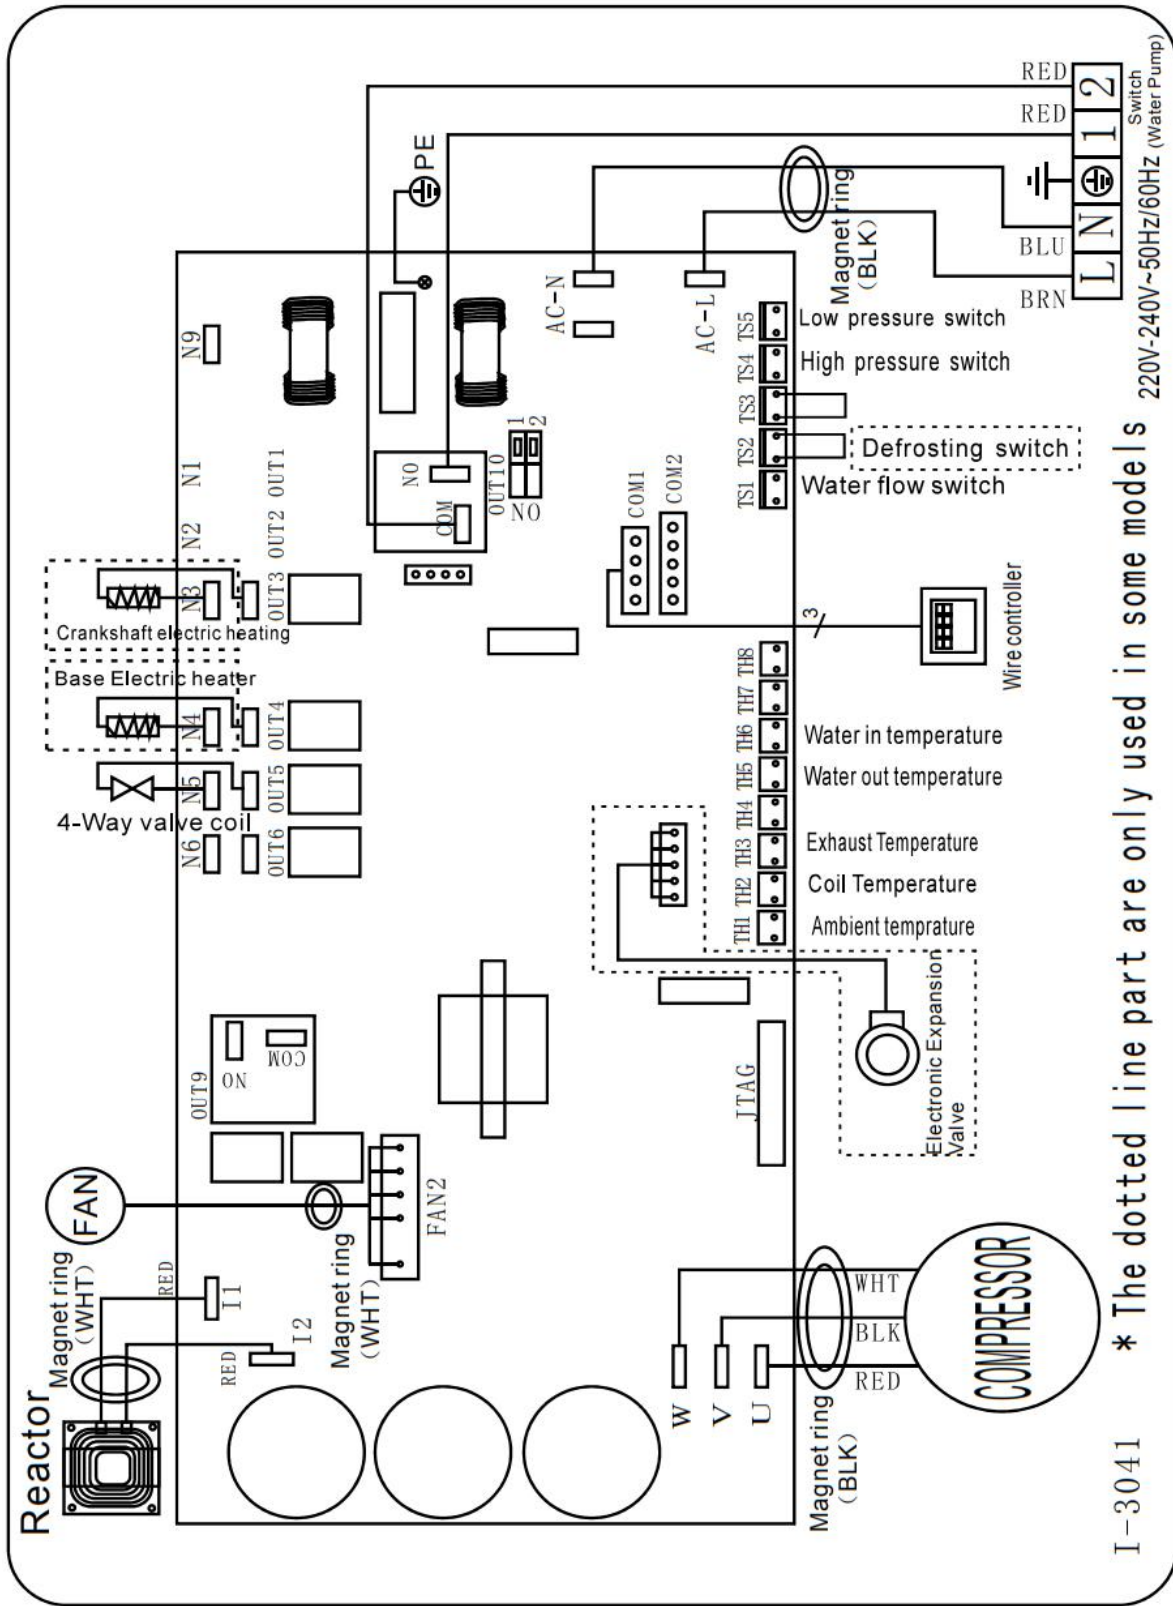 Reactor
Magnet ring
(WHT)
RED
I1
RED
I2
FAN
Magnet ring
(WHT)
FAN2
OUT9
NO
COM
4-Way valve coil
N6
N5
OUT6
OUT5
Base Electric heater
N4
OUT4
Crankshaft electric heating
N3
OUT3
N2
OUT2
N1
OUT1
N9
NO
COM
OUT10
1
2
ON
PE
AC-N
AC-L
Magnet ring
(BLK)
RED
RED
BLU
BRN
L
N
1
2
Switch
(Water Pump)
220V-240V~50Hz/60Hz
COM1
COM2
3
Wire controller
TS1
TS2
TS3
TS4
TS5
Low pressure switch
High pressure switch
Defrosting switch
Water flow switch
TH1
TH2
TH3
TH4
TH5
TH6
TH7
TH8
Water in temperature
Water out temperature
Exhaust Temperature
Coil Temperature
Ambient temprature
Electronic Expansion
Valve
JTAG
W
V
U
WHT
BLK
RED
Magnet ring
(BLK)
COMPRESSOR
I-3041
* The dotted line part are only used in some models